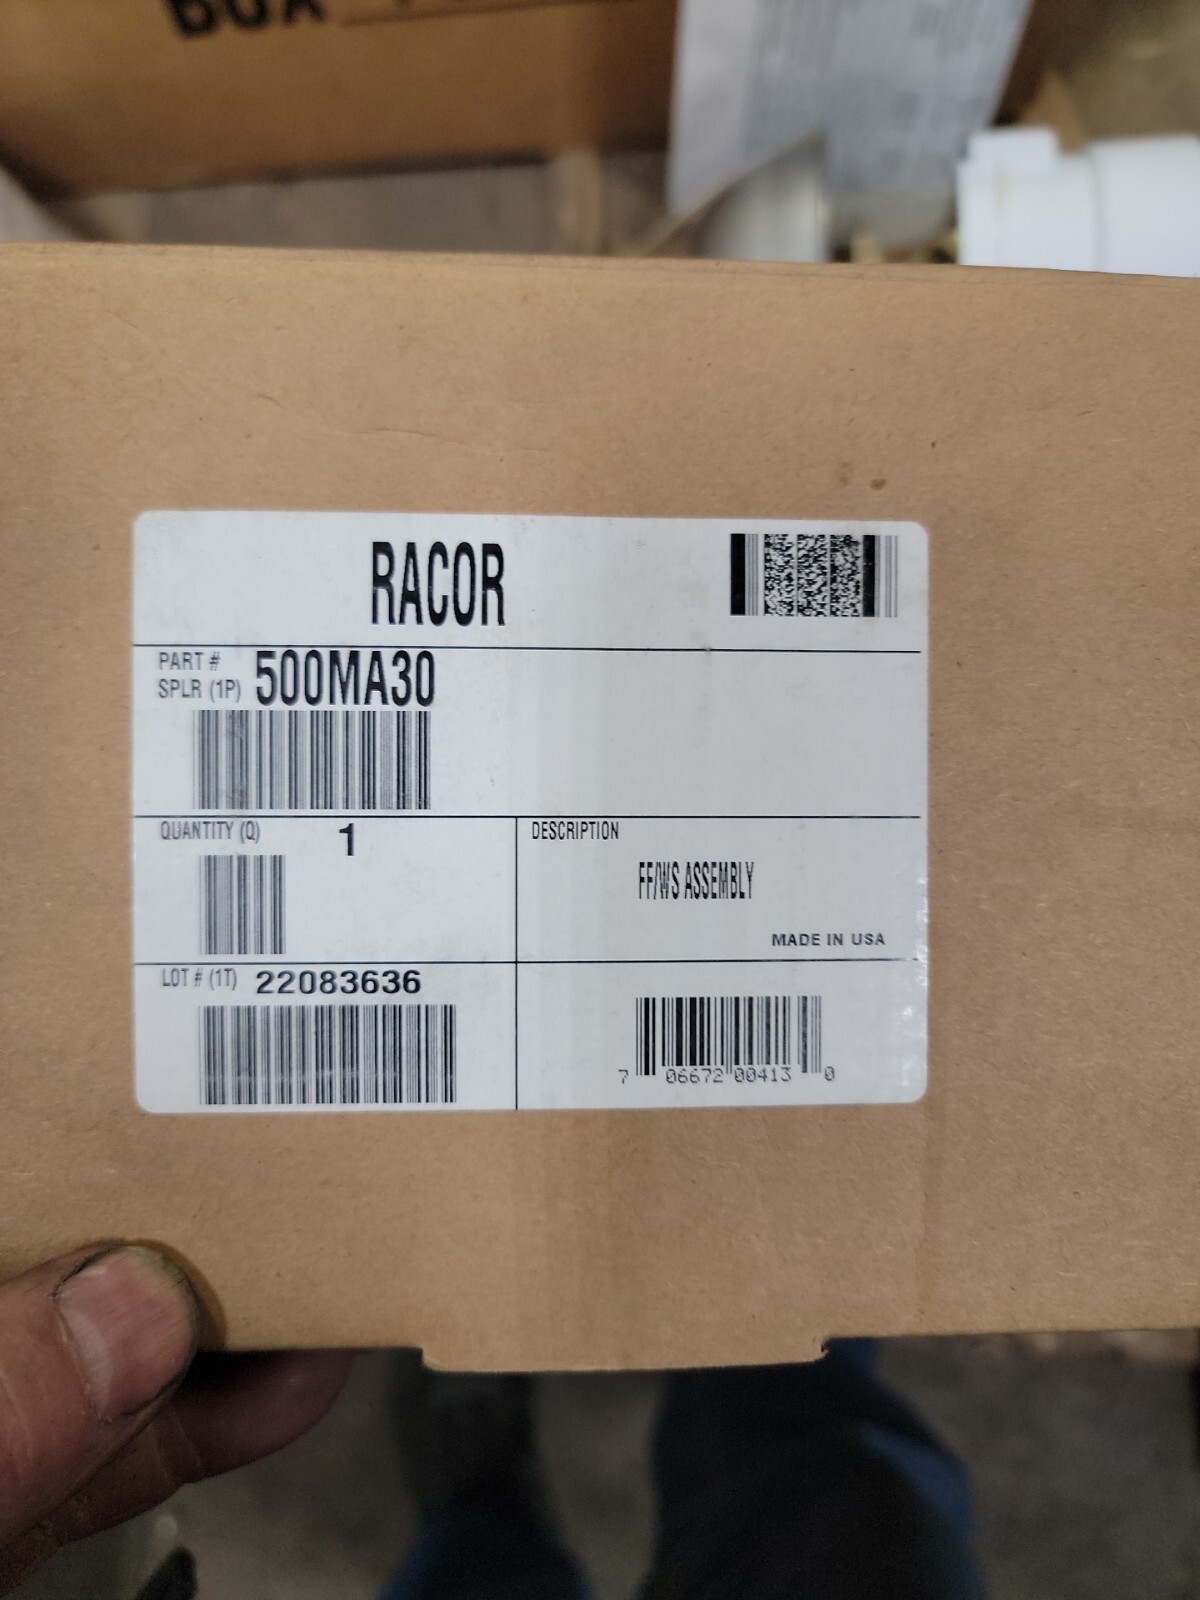 BOX
RACOR
PART #
SPLR (1P) 500MA30
QUANTITY (Q) 1
DESCRIPTION
FF/WS ASSEMBLY
MADE IN USA
LOT # (1T) 22083636
7 06672 00413 0